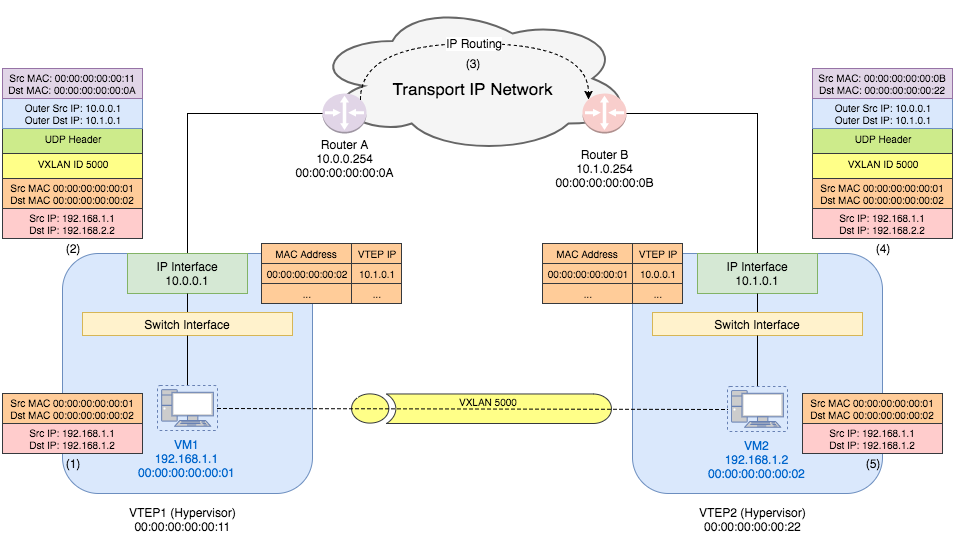 IP Routing
(3)
Transport IP Network
Src MAC: 00:00:00:00:00:11
Dst MAC: 00:00:00:00:00:0A
Outer Src IP: 10.0.0.1
Outer Dst IP: 10.1.0.1
UDP Header
VXLAN ID 5000
Src MAC 00:00:00:00:00:01
Dst MAC 00:00:00:00:00:02
Src IP: 192.168.1.1
Dst IP: 192.168.2.2
(2)
Router A
10.0.0.254
00:00:00:00:00:0A
Router B
10.1.0.254
00:00:00:00:00:0B
Src MAC: 00:00:00:00:00:0B
Dst MAC: 00:00:00:00:00:22
Outer Src IP: 10.0.0.1
Outer Dst IP: 10.1.0.1
UDP Header
VXLAN ID 5000
Src MAC 00:00:00:00:00:01
Dst MAC 00:00:00:00:00:02
Src IP: 192.168.1.1
Dst IP: 192.168.2.2
(4)
IP Interface
10.0.0.1
MAC Address VTEP IP
00:00:00:00:00:02 10.1.0.1
... ...
MAC Address VTEP IP
00:00:00:00:00:01 10.0.0.1
... ...
IP Interface
10.1.0.1
Switch Interface
Switch Interface
Src MAC 00:00:00:00:00:01
Dst MAC 00:00:00:00:00:02
Src IP: 192.168.1.1
Dst IP: 192.168.1.2
(1)
VM1
192.168.1.1
00:00:00:00:00:01
VXLAN 5000
VM2
192.168.1.2
00:00:00:00:00:02
Src MAC 00:00:00:00:00:01
Dst MAC 00:00:00:00:00:02
Src IP: 192.168.1.1
Dst IP: 192.168.1.2
(5)
VTEP1 (Hypervisor)
00:00:00:00:00:11
VTEP2 (Hypervisor)
00:00:00:00:00:22